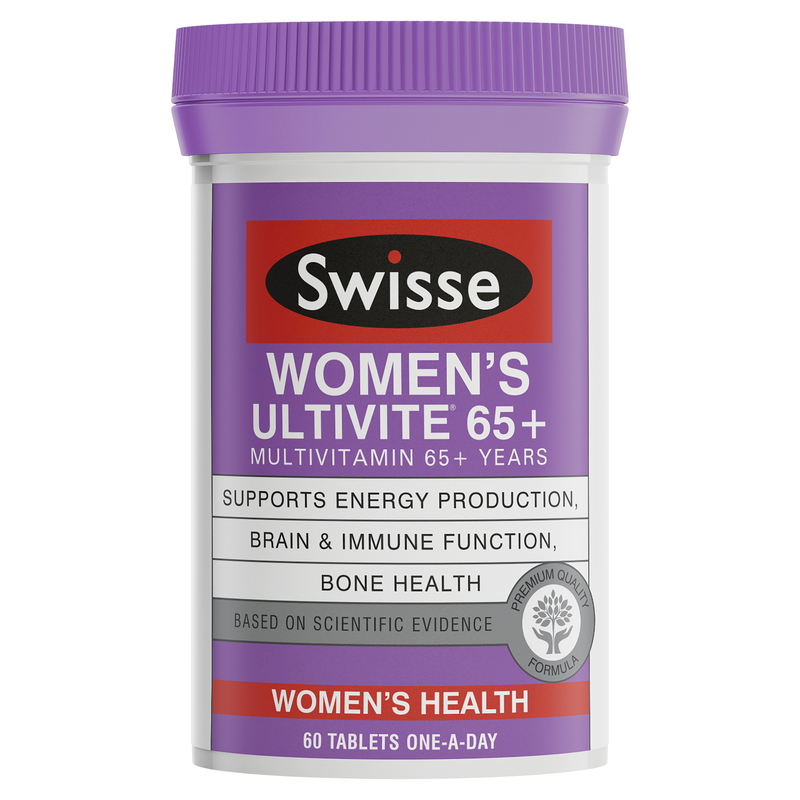 Swisse
WOMEN'S
ULTIVITE® 65+
MULTIVITAMIN 65+ YEARS
SUPPORTS ENERGY PRODUCTION,
BRAIN & IMMUNE FUNCTION,
BONE HEALTH
PREMIUM QUALITY
FORMULA
BASED ON SCIENTIFIC EVIDENCE
WOMEN'S HEALTH
60 TABLETS ONE-A-DAY